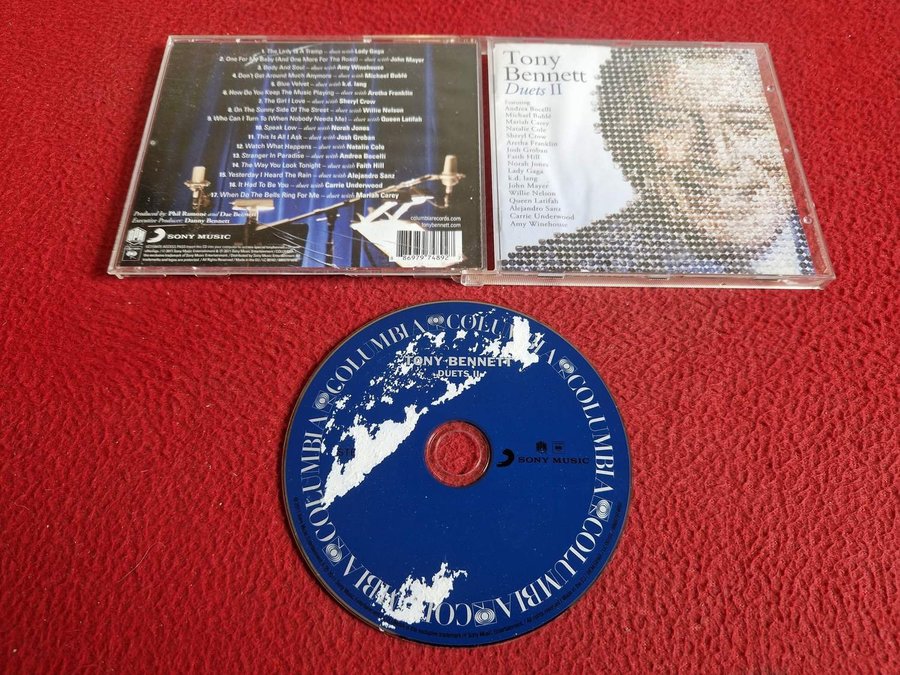 1. The Lady Is A Tramp – duet with Lady Gaga
2. One For My Baby (And One More For The Road) – duet with John Mayer
3. Body And Soul – duet with Amy Winehouse
4. Don't Get Around Much Anymore – duet with Michael Bublé
5. Blue Velvet – duet with k.d. lang
6. How Do You Keep The Music Playing – duet with Aretha Franklin
7. The Girl I Love – duet with Sheryl Crow
8. On The Sunny Side Of The Street – duet with Willie Nelson
9. Who Can I Turn To (When Nobody Needs Me) – duet with Queen Latifah
10. Speak Low – duet with Norah Jones
11. This Is All I Ask – duet with Josh Groban
12. Watch What Happens – duet with Natalie Cole
13. Stranger In Paradise – duet with Andrea Bocelli
14. The Way You Look Tonight – duet with Faith Hill
15. Yesterday I Heard The Rain – duet with Alejandro Sanz
16. It Had To Be You – duet with Carrie Underwood
17. When Do The Bells Ring For Me – duet with Mariah Carey
Produced by: Phil Ramone and Dae Bennett
Executive Producer: Danny Bennett
columbiarecords.com
tonybennett.com
SONY MUSIC
86979 74892
Tony
Bennett
Duets II
Featuring
Andrea Bocelli
Michael Bublé
Mariah Carey
Natalie Cole
Sheryl Crow
Aretha Franklin
Josh Groban
Faith Hill
Norah Jones
Lady Gaga
k.d. lang
John Mayer
Willie Nelson
Queen Latifah
Alejandro Sanz
Carrie Underwood
Amy Winehouse
COLUMBIA COLUMBIA COLUMBIA COLUMBIA COLUMBIA COLUMBIA
TONY BENNETT
DUETS II
SONY MUSIC